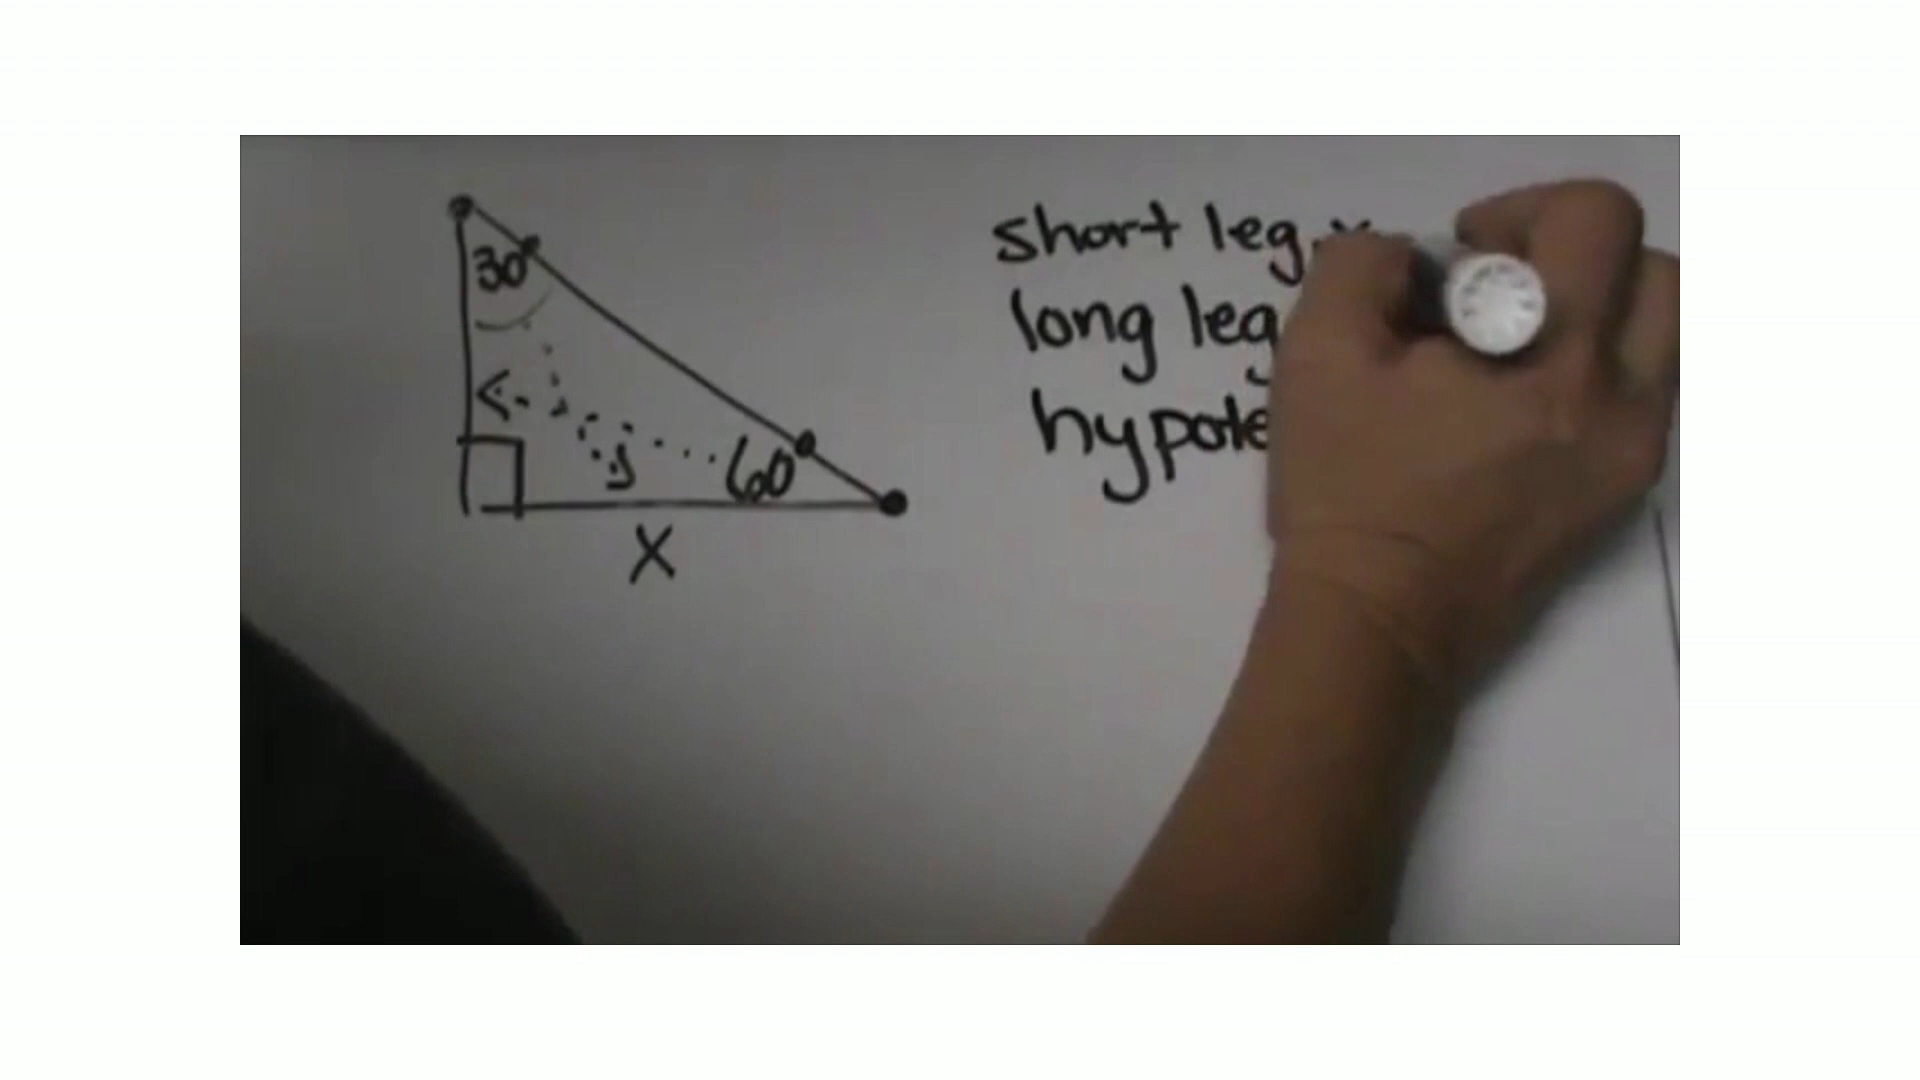 30°
60°
x
short leg x
long leg
hypote